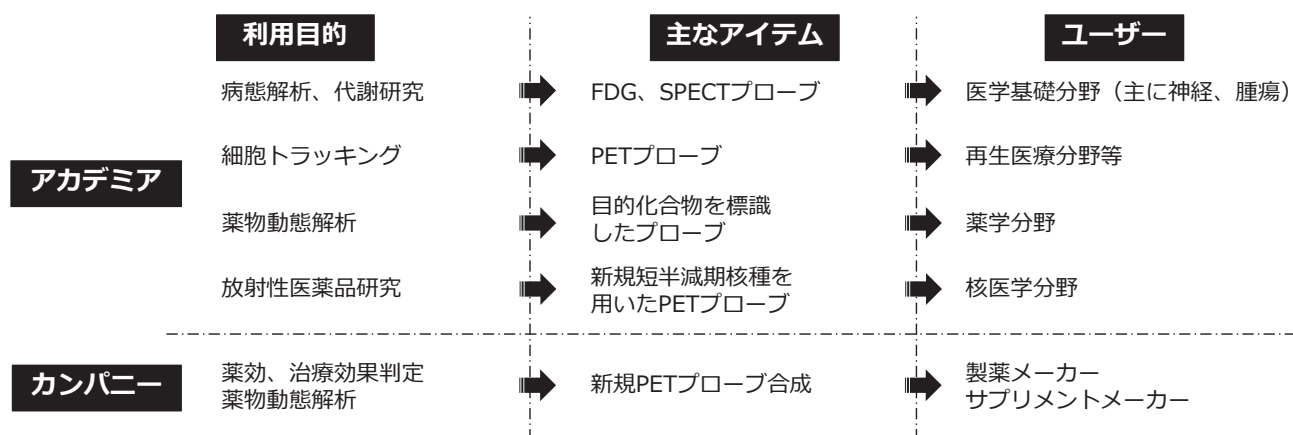 利用目的
主なアイテム
ユーザー
アカデミア
病態解析、代謝研究
FDG、SPECTプローブ
医学基礎分野（主に神経、腫瘍）
細胞トラッキング
PETプローブ
再生医療分野等
薬物動態解析
目的化合物を標識
したプローブ
薬学分野
放射性医薬品研究
新規短半減期核種を
用いたPETプローブ
核医学分野
カンパニー
薬効、治療効果判定
薬物動態解析
新規PETプローブ合成
製薬メーカー
サプリメントメーカー